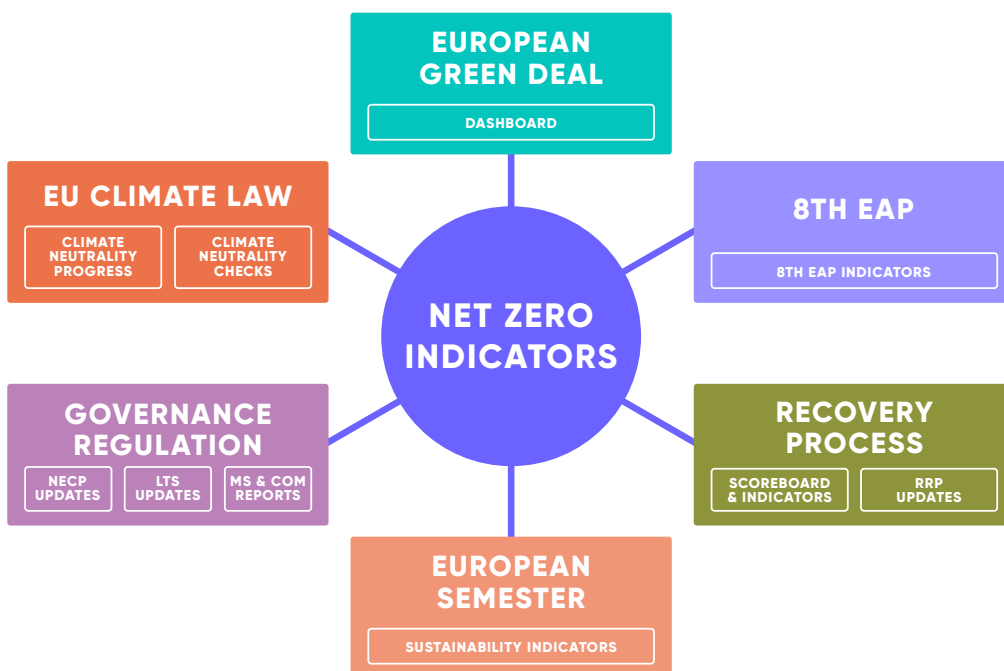 EUROPEAN
GREEN DEAL
DASHBOARD
EU CLIMATE LAW
CLIMATE
NEUTRALITY
PROGRESS
CLIMATE
NEUTRALITY
CHECKS
8TH EAP
8TH EAP INDICATORS
NET ZERO
INDICATORS
GOVERNANCE
REGULATION
NECP
UPDATES
LTS
UPDATES
MS & COM
REPORTS
RECOVERY
PROCESS
SCOREBOARD
& INDICATORS
RRP
UPDATES
EUROPEAN
SEMESTER
SUSTAINABILITY INDICATORS